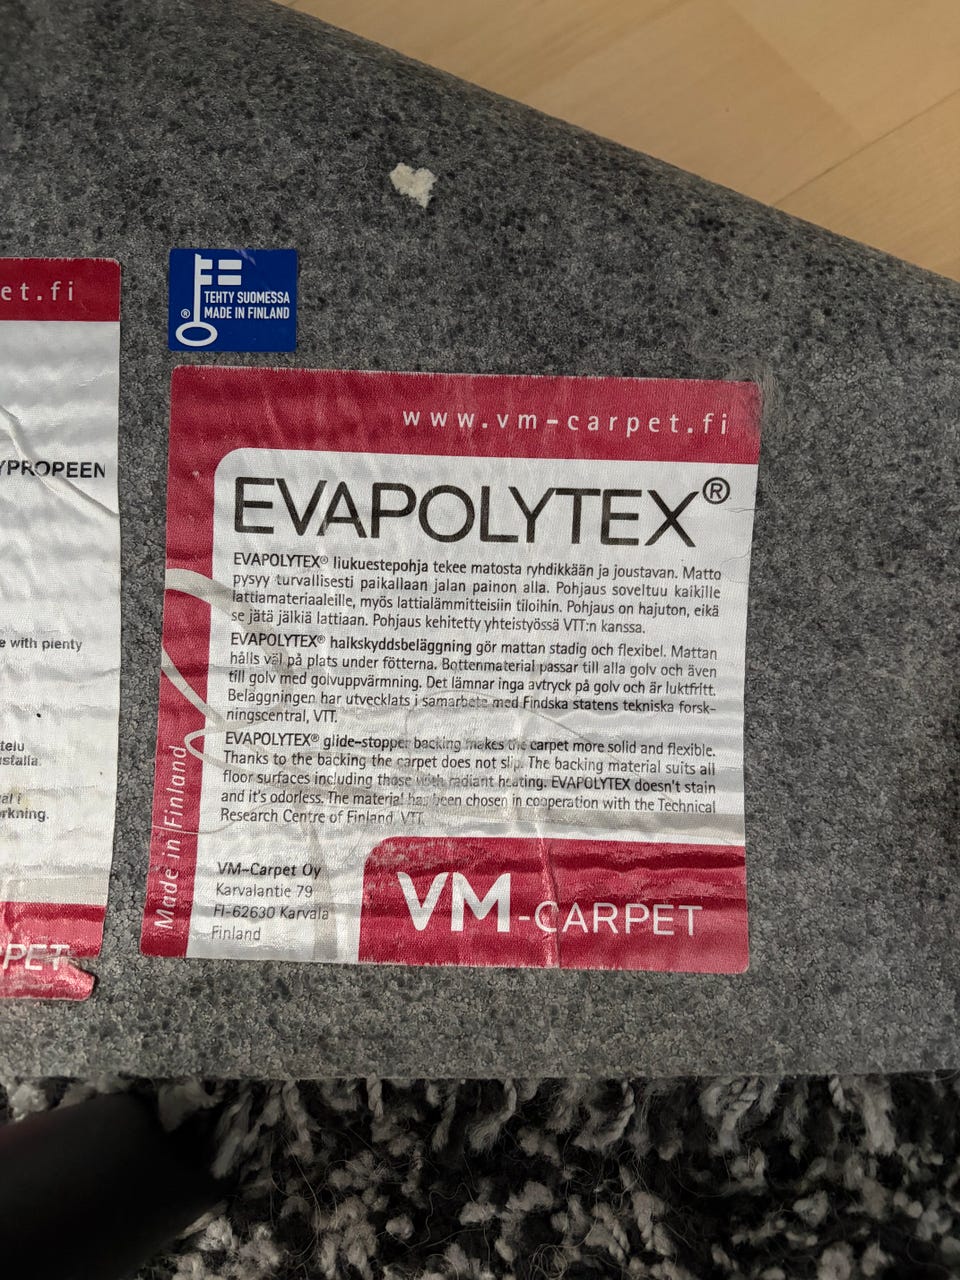 et.fi
YPROPEEN
e with plenty
telu
ustalla.
al i
rkning.
PET
TEHTY SUOMESSA
® MADE IN FINLAND
www.vm-carpet.fi
EVAPOLYTEX®
EVAPOLYTEX® liukuestepohja tekee matosta ryhdikkään ja joustavan. Matto
pysyy turvallisesti paikallaan jalan painon alla. Pohjaus soveltuu kaikille
lattiamateriaaleille, myös lattialämmitteisiin tiloihin. Pohjaus on hajuton, eikä
se jätä jälkiä lattiaan. Pohjaus kehitetty yhteistyössä VTT:n kanssa.
EVAPOLYTEX® halkskyddsbeläggning gör mattan stadig och flexibel. Mattan
hålls väl på plats under fötterna. Bottenmaterial passar till alla golv och även
till golv med golvuppvärmning. Det lämnar inga avtryck på golv och är luktfritt.
Beläggningen har utvecklats i samarbete med Findska statens tekniska forsk-
ningscentral, VTT.
EVAPOLYTEX® glide-stopper backing makes the carpet more solid and flexible.
Thanks to the backing the carpet does not slip. The backing material suits all
floor surfaces including those with radiant heating. EVAPOLYTEX doesn't stain
and it's odorless. The material has been chosen in cooperation with the Technical
Research Centre of Finland, VTT.
Made in Finland
VM-Carpet Oy
Karvalantie 79
FI-62630 Karvala
Finland
VM-CARPET